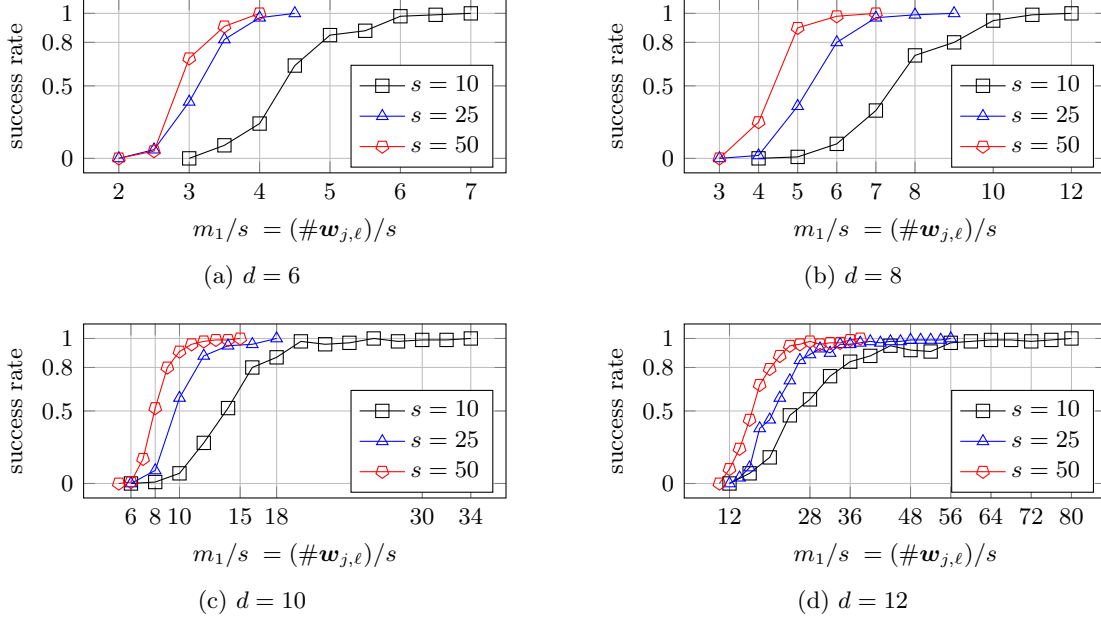 success rate
1
0.8
0.5
0
s = 10
s = 25
s = 50
2 3 4 5 6 7
m₁/s = (#w_{j,ℓ})/s
(a) d = 6
success rate
1
0.8
0.5
0
s = 10
s = 25
s = 50
3 4 5 6 7 8 10 12
m₁/s = (#w_{j,ℓ})/s
(b) d = 8
success rate
1
0.8
0.5
0
s = 10
s = 25
s = 50
6 8 10 15 18 30 34
m₁/s = (#w_{j,ℓ})/s
(c) d = 10
success rate
1
0.8
0.5
0
s = 10
s = 25
s = 50
12 28 36 48 56 64 72 80
m₁/s = (#w_{j,ℓ})/s
(d) d = 12